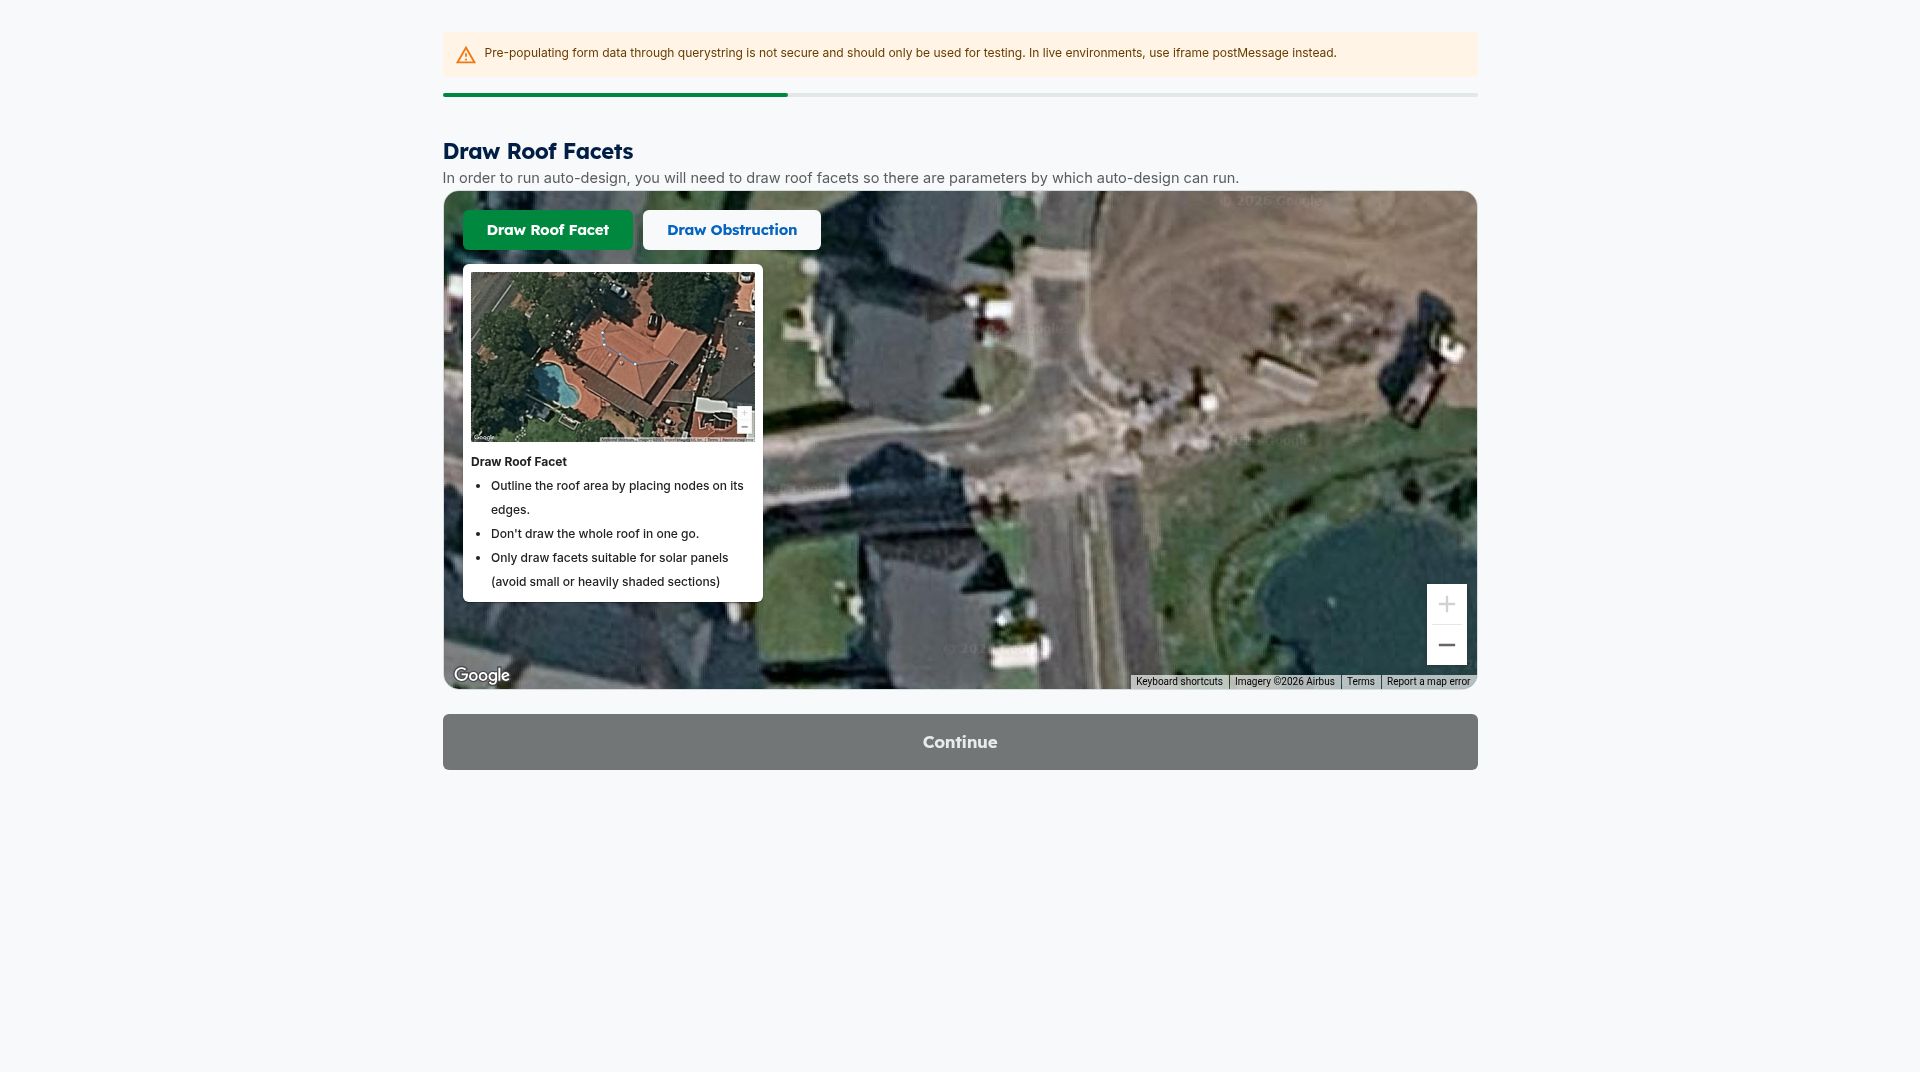 Pre-populating form data through querystring is not secure and should only be used for testing. In live environments, use iframe postMessage instead.
Draw Roof Facets
In order to run auto-design, you will need to draw roof facets so there are parameters by which auto-design can run.
Draw Roof Facet
Draw Obstruction
© 2026 Google
Google
Draw Roof Facet
• Outline the roof area by placing nodes on its
edges.
• Don't draw the whole roof in one go.
• Only draw facets suitable for solar panels
(avoid small or heavily shaded sections)
Google
Keyboard shortcuts
Imagery ©2026 Airbus
Terms
Report a map error
Continue